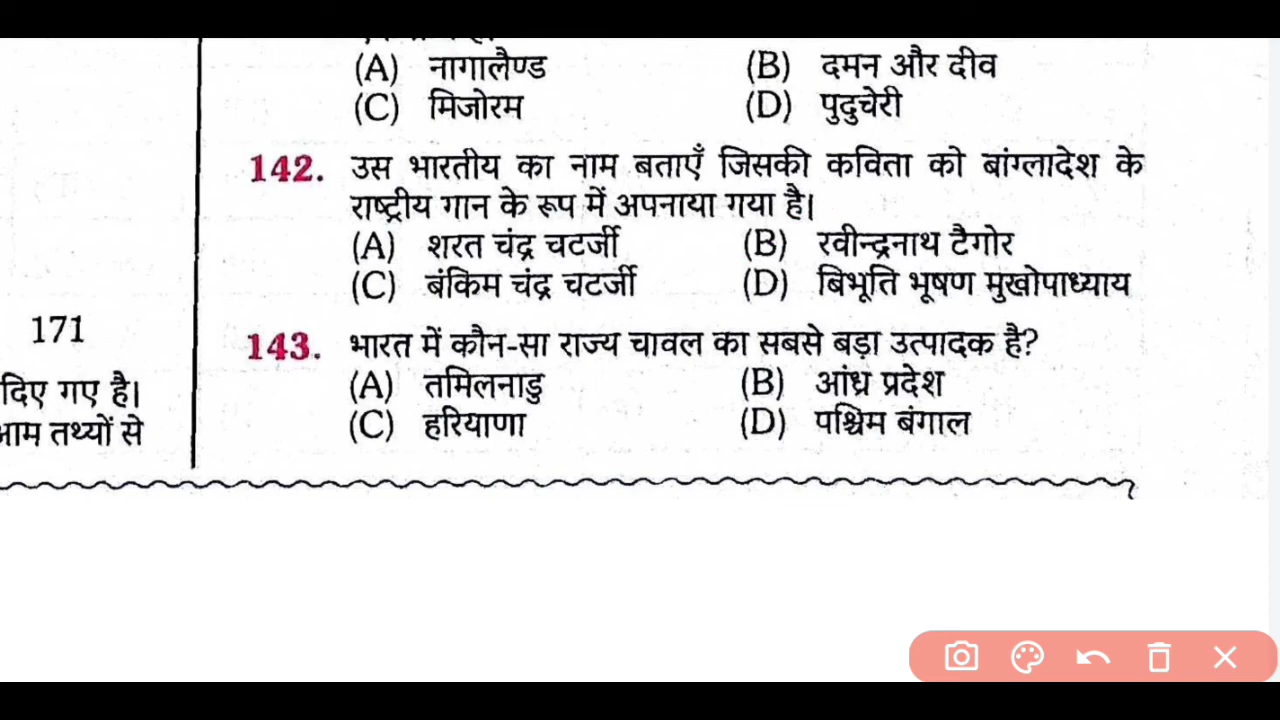 (A) नागालैण्ड (B) दमन और दीव
(C) मिजोरम (D) पुदुचेरी
142. उस भारतीय का नाम बताएँ जिसकी कविता को बांग्लादेश के
राष्ट्रीय गान के रूप में अपनाया गया है।
(A) शरत चंद्र चटर्जी (B) रवीन्द्रनाथ टैगोर
(C) बंकिम चंद्र चटर्जी (D) बिभूति भूषण मुखोपाध्याय
143. भारत में कौन-सा राज्य चावल का सबसे बड़ा उत्पादक है?
(A) तमिलनाडु (B) आंध्र प्रदेश
(C) हरियाणा (D) पश्चिम बंगाल
171
दिए गए है।
आम तथ्यों से